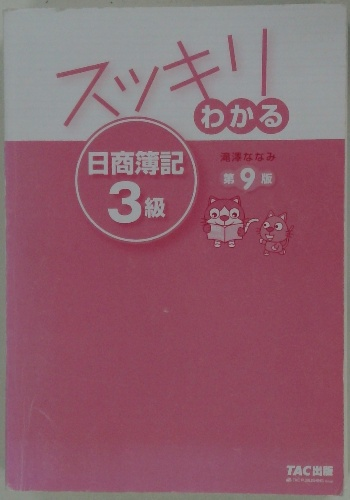 スッキリ
わかる
日商簿記
3級
滝澤ななみ
第9版
TAC出版